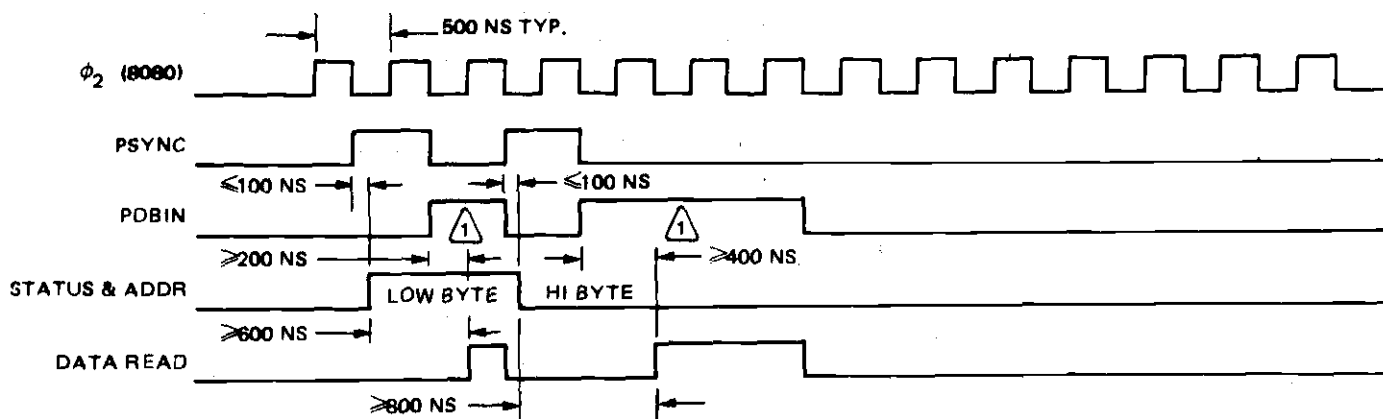 500 NS TYP.
ϕ2 (8080)
PSYNC
≤100 NS
≤100 NS
PDBIN
1
1
≥200 NS
≥400 NS
STATUS & ADDR
LOW BYTE
HI BYTE
≥600 NS
DATA READ
≥800 NS